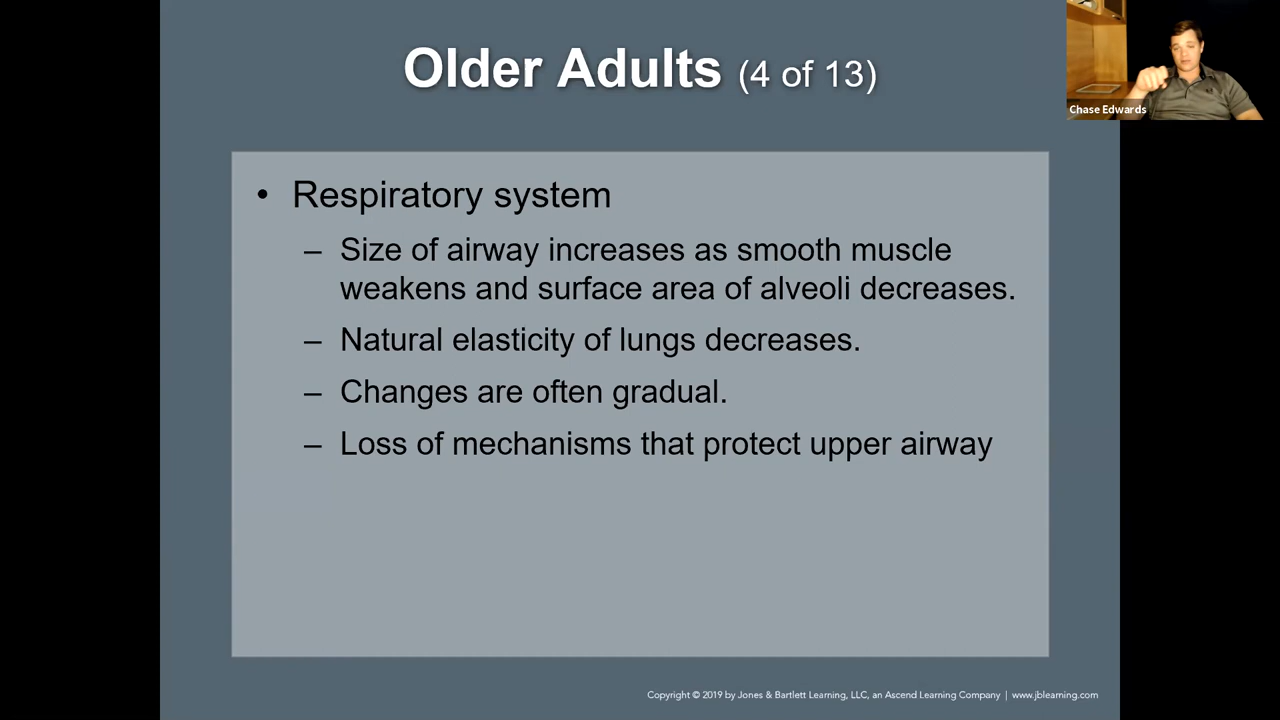 Older Adults (4 of 13)
Chase Edwards
• Respiratory system
– Size of airway increases as smooth muscle
weakens and surface area of alveoli decreases.
– Natural elasticity of lungs decreases.
– Changes are often gradual.
– Loss of mechanisms that protect upper airway
Copyright © 2019 by Jones & Bartlett Learning, LLC, an Ascend Learning Company | www.jblearning.com